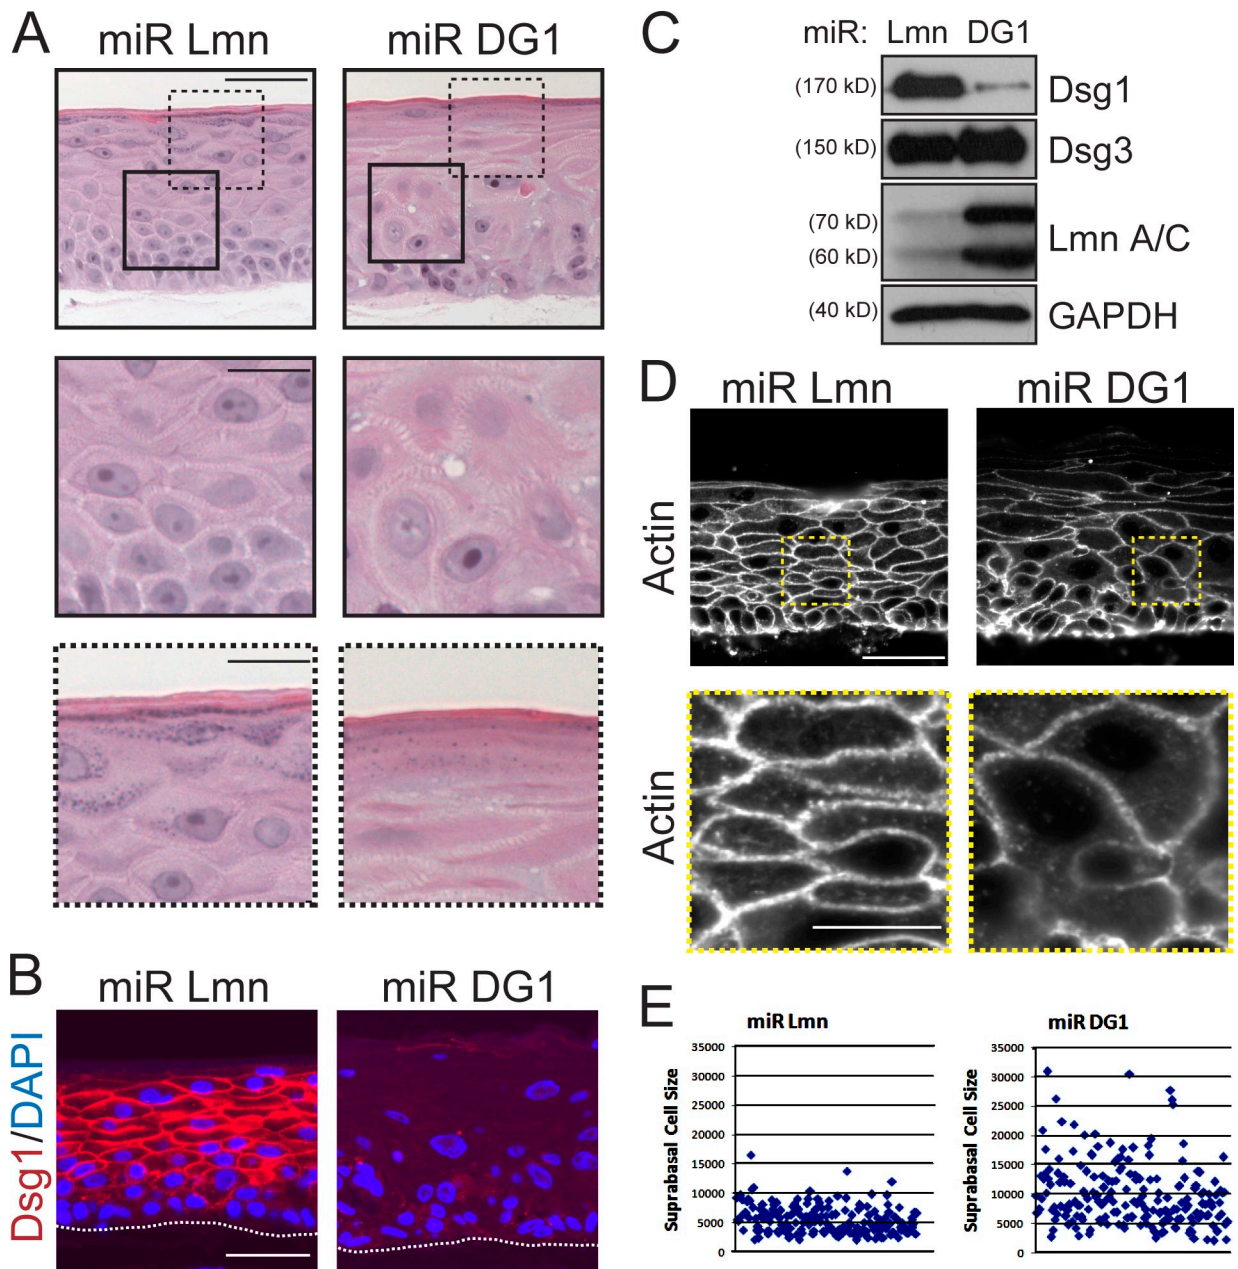 A
miR Lmn
miR DG1
B
miR Lmn
miR DG1
Dsg1/DAPI
C
miR: Lmn DG1
(170 kD) Dsg1
(150 kD) Dsg3
(70 kD)
Lmn A/C
(60 kD)
(40 kD) GAPDH
D
miR Lmn
miR DG1
Actin
Actin
E
miR Lmn
Suprabasal Cell Size
35000
30000
25000
20000
15000
10000
5000
0
miR DG1
Suprabasal Cell Size
35000
30000
25000
20000
15000
10000
5000
0